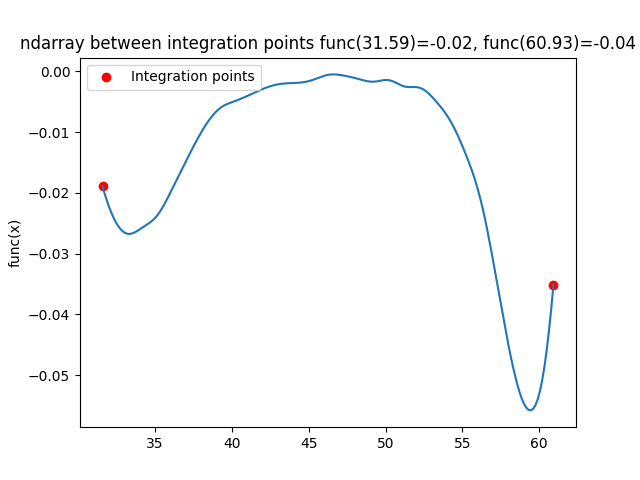 ndarray between integration points func(31.59)=-0.02, func(60.93)=-0.04
Integration points
func(x)
0.00
−0.01
−0.02
−0.03
−0.04
−0.05
35 40 45 50 55 60